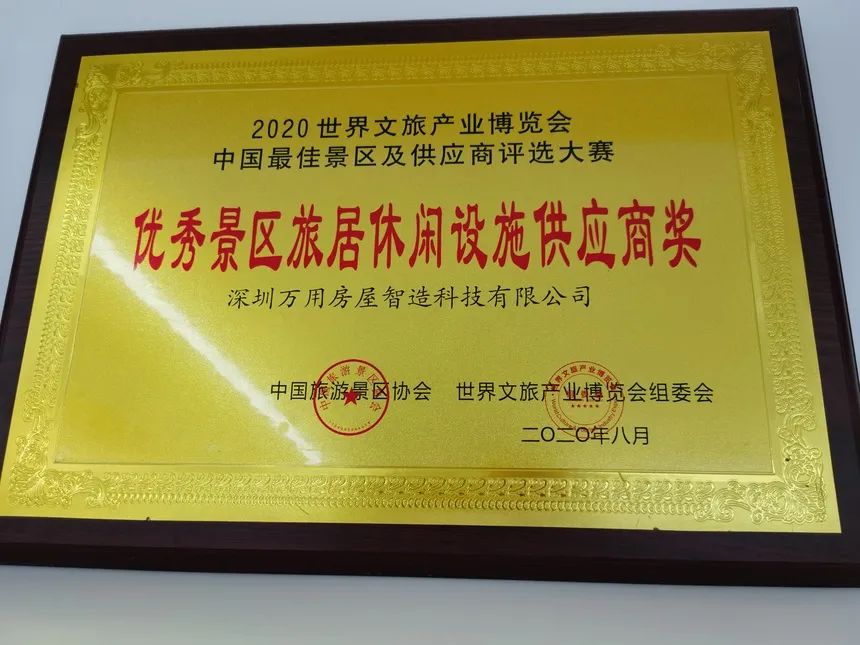 2020世界文旅产业博览会
中国最佳景区及供应商评选大赛
优秀景区旅居休闲设施供应商奖
深圳万用房屋智造科技有限公司
中国旅游景区协会 世界文旅产业博览会组委会
二〇二〇年八月